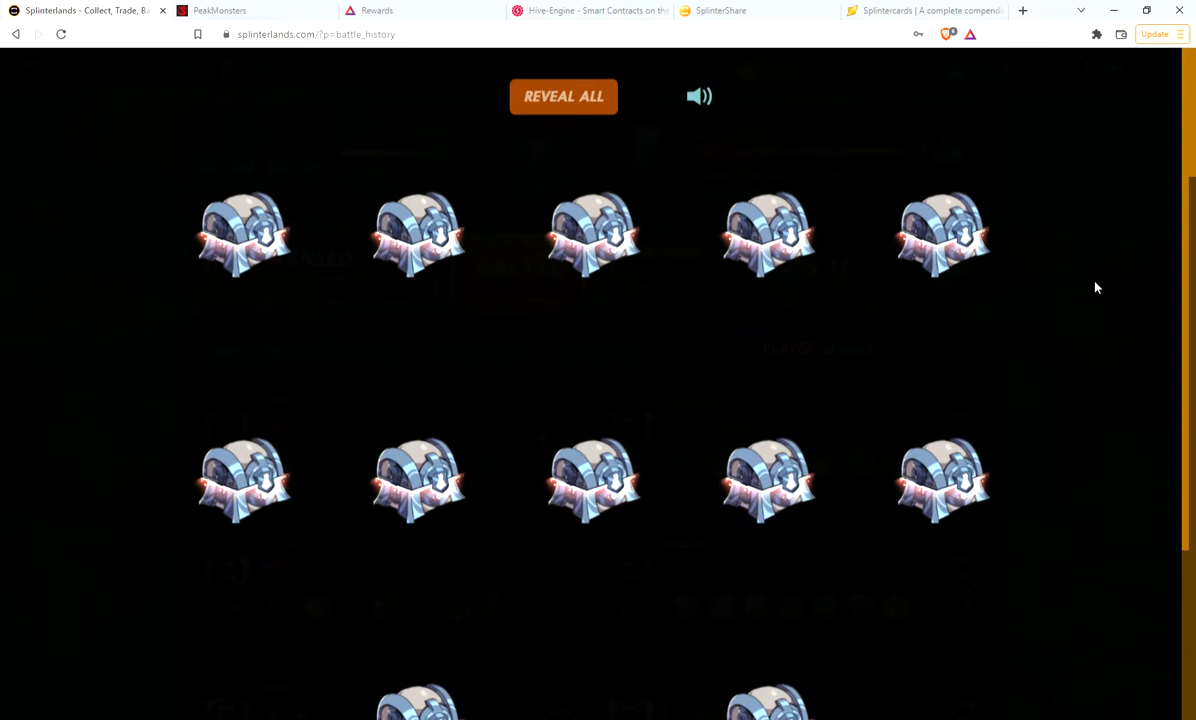 Splinterlands - Collect, Trade, Ba
PeakMonsters
Rewards
Hive-Engine - Smart Contracts on the
SplinterShare
Splintercards | A complete compendi
splinterlands.com/?p=battle_history
6
Update
REVEAL ALL